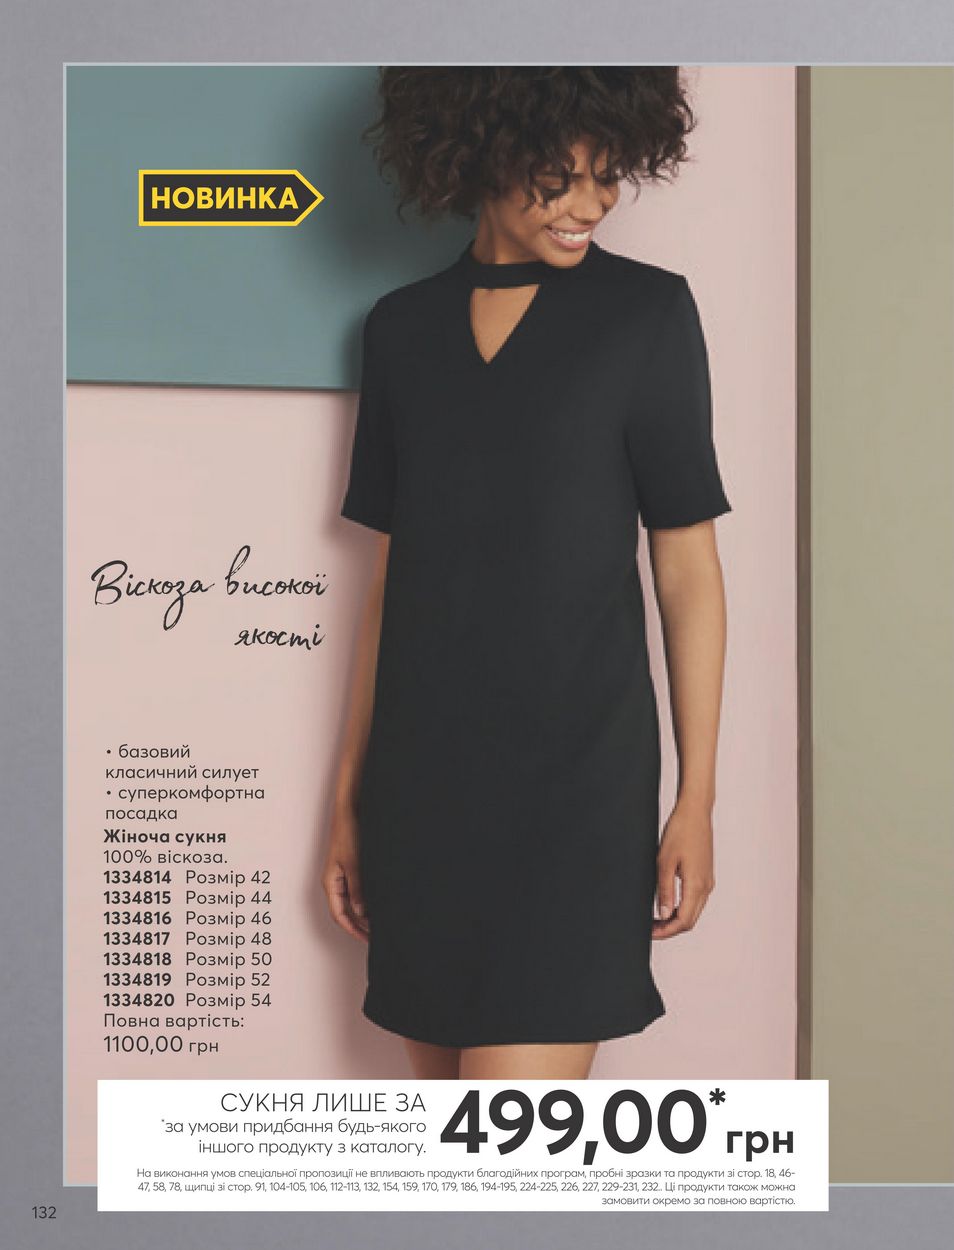 НОВИНКА
Віскоза високої
якості
• базовий
класичний силует
• суперкомфортна
посадка
Жіноча сукня
100% віскоза.
1334814 Розмір 42
1334815 Розмір 44
1334816 Розмір 46
1334817 Розмір 48
1334818 Розмір 50
1334819 Розмір 52
1334820 Розмір 54
Повна вартість:
1100,00 грн
СУКНЯ ЛИШЕ ЗА
*за умови придбання будь-якого
іншого продукту з каталогу.
499,00* грн
На виконання умов спеціальної пропозиції не впливають продукти благодійних програм, пробні зразки та продукти зі стор. 18, 46-
47, 58, 78, щипці зі стор. 91, 104-105, 106, 112-113, 132, 154, 159, 170, 179, 186, 194-195, 224-225, 226, 227, 229-231, 232.. Ці продукти також можна
замовити окремо за повною вартістю.
132